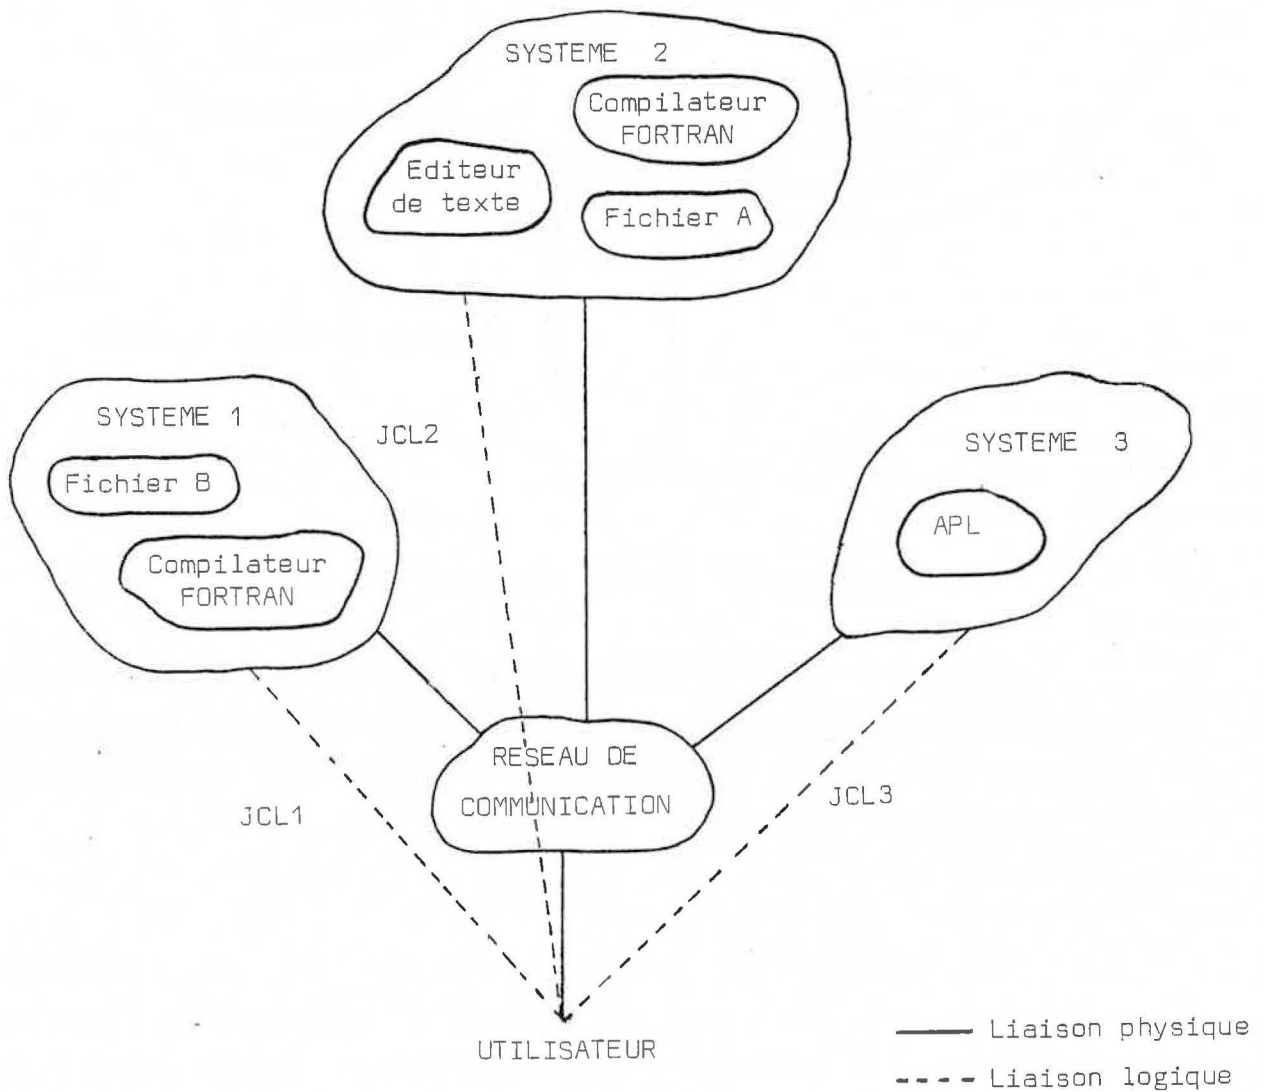 SYSTEME 2
Compilateur
FORTRAN
Editeur
de texte
Fichier A
SYSTEME 1
Fichier B
Compilateur
FORTRAN
JCL2
SYSTEME 3
APL
RESEAU DE
COMMUNICATION
JCL1
JCL3
UTILISATEUR
Liaison physique
Liaison logique